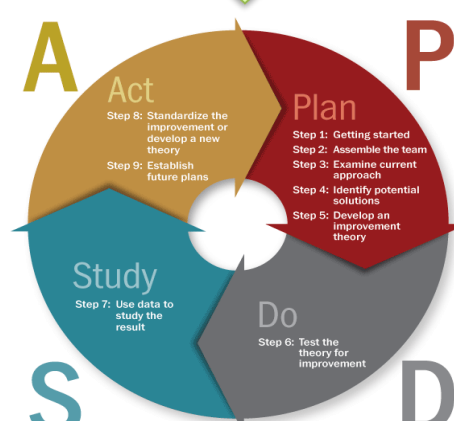 A
P
Act
Step 8: Standardize the
improvement or
develop a new
theory
Step 9: Establish
future plans
Plan
Step 1: Getting started
Step 2: Assemble the team
Step 3: Examine current
approach
Step 4: Identify potential
solutions
Step 5: Develop an
improvement
theory
Study
Step 7: Use data to
study the
result
Do
Step 6: Test the
theory for
improvement
S
D